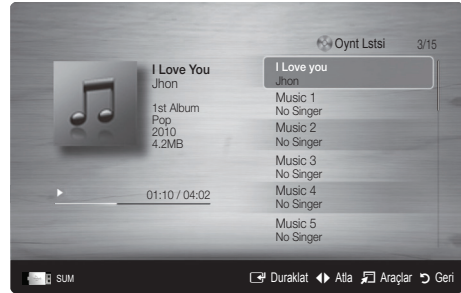 Oynt Lstsi 3/15
I Love You
Jhon
1st Album
Pop
2010
4.2MB
01:10 / 04:02
I Love you
Jhon
Music 1
No Singer
Music 2
No Singer
Music 3
No Singer
Music 4
No Singer
Music 5
No Singer
SUM
Duraklat Atla Araçlar Geri